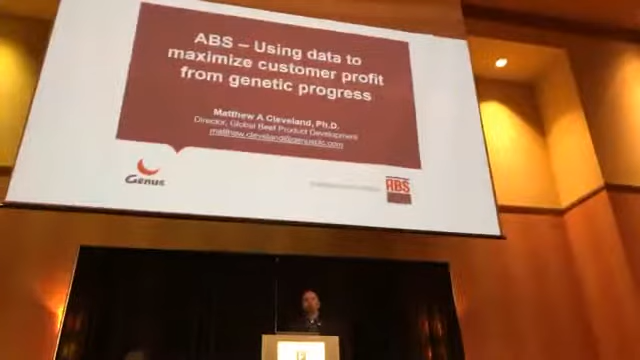 ABS – Using data to
maximize customer profit
from genetic progress
Matthew A Cleveland, Ph.D.
Director, Global Beef Product Development
matthew.cleveland@genusplc.com
Genus
ABS